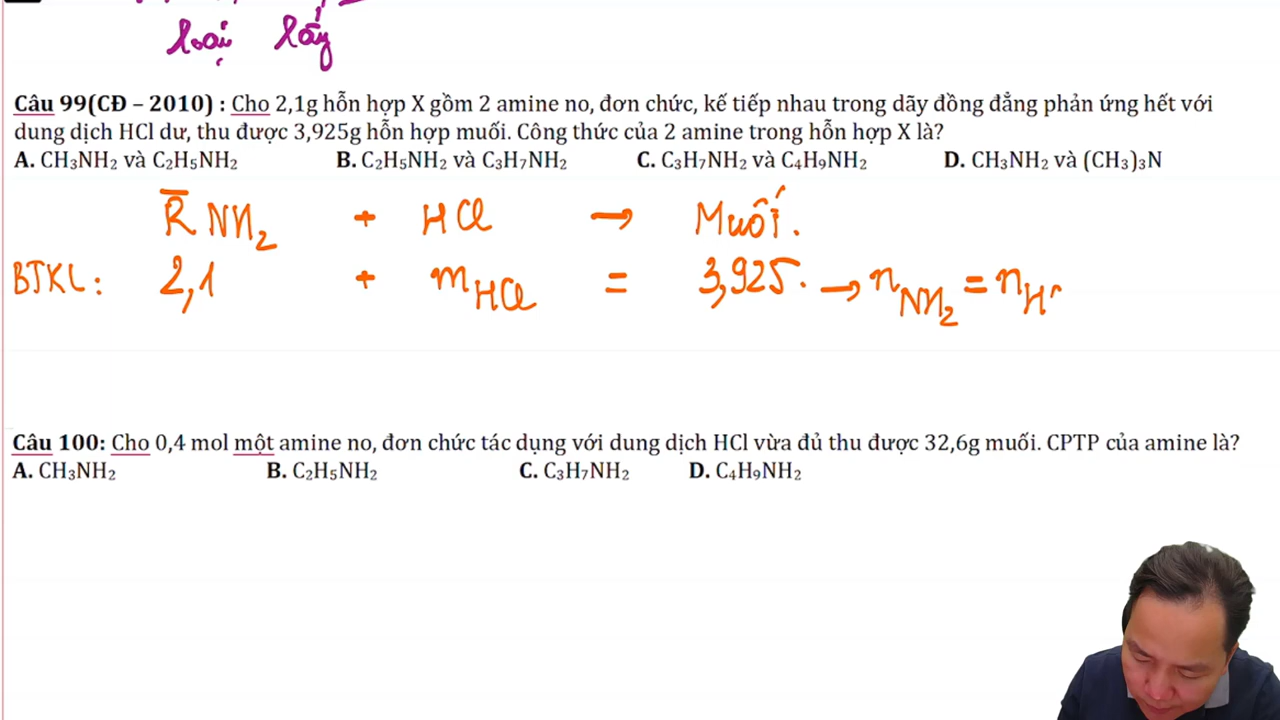 loại lấy
Câu 99(CĐ – 2010) : Cho 2,1g hỗn hợp X gồm 2 amine no, đơn chức, kế tiếp nhau trong dãy đồng đẳng phản ứng hết với
dung dịch HCl dư, thu được 3,925g hỗn hợp muối. Công thức của 2 amine trong hỗn hợp X là?
A. CH₃NH₂ và C₂H₅NH₂ B. C₂H₅NH₂ và C₃H₇NH₂ C. C₃H₇NH₂ và C₄H₉NH₂ D. CH₃NH₂ và (CH₃)₃N
R̅NH₂ + HCl → Muối.
BTKL: 2,1 + m_HCl = 3,925. → n_NH₂ = n_H
Câu 100: Cho 0,4 mol một amine no, đơn chức tác dụng với dung dịch HCl vừa đủ thu được 32,6g muối. CPTP của amine là?
A. CH₃NH₂ B. C₂H₅NH₂ C. C₃H₇NH₂ D. C₄H₉NH₂